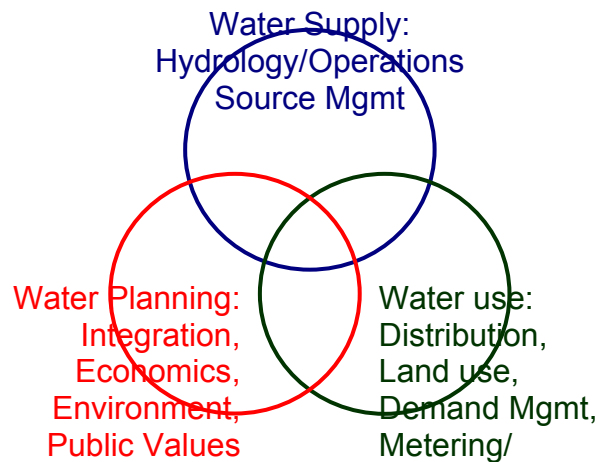 Water Supply:
Hydrology/Operations
Source Mgmt
Water Planning:
Integration,
Economics,
Environment,
Public Values
Water use:
Distribution,
Land use,
Demand Mgmt,
Metering/